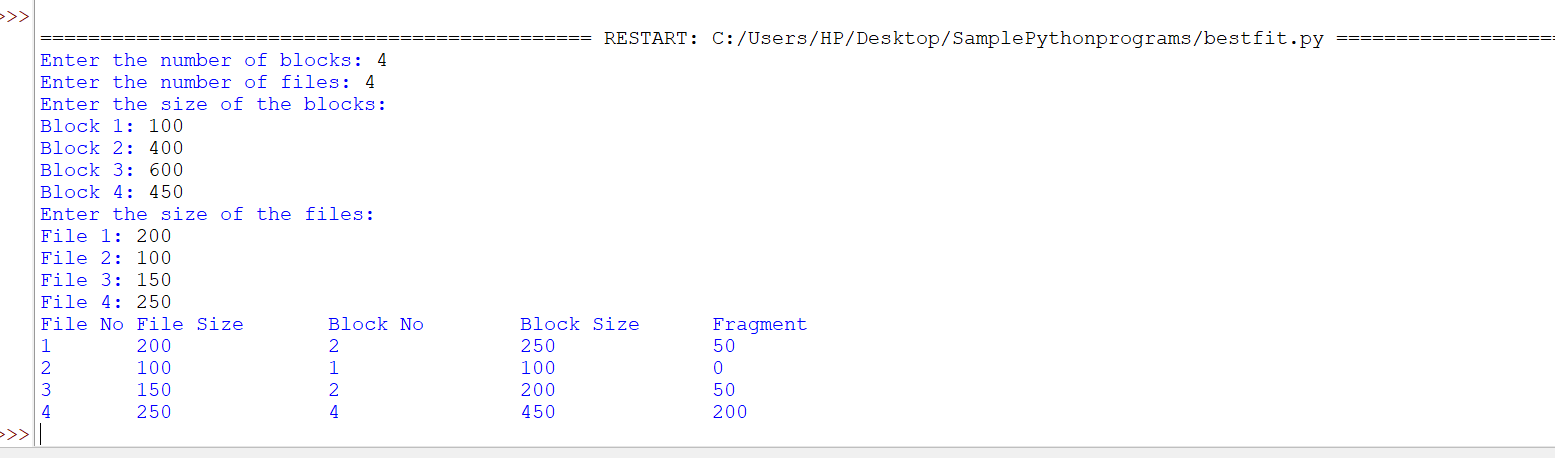 >>>
============================================== RESTART: C:/Users/HP/Desktop/SamplePythonprograms/bestfit.py ===================
Enter the number of blocks: 4
Enter the number of files: 4
Enter the size of the blocks:
Block 1: 100
Block 2: 400
Block 3: 600
Block 4: 450
Enter the size of the files:
File 1: 200
File 2: 100
File 3: 150
File 4: 250
File No File Size Block No Block Size Fragment
1 200 2 250 50
2 100 1 100 0
3 150 2 200 50
4 250 4 450 200
>>>